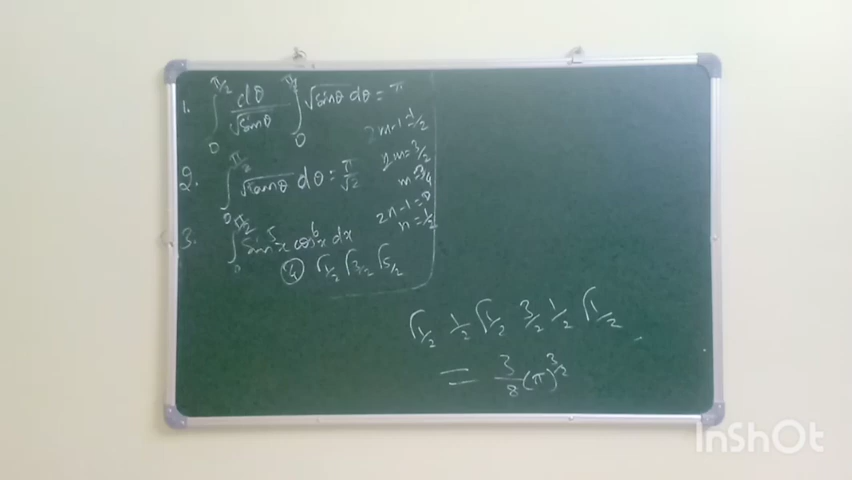 1. ∫₀^{π/2} dθ/√sinθ ∫₀^{π/2} √sinθ dθ = π
2m-1=1/2
2m=3/2
m=3/4
2. ∫₀^{π/2} √tanθ dθ = π/√2
2n-1=0
n=1/2
3. ∫₀^{π/2} sin⁵x cos⁶x dx
④ Γ1/2 Γ3/2 Γ5/2
Γ1/2 1/2 Γ1/2 3/2 1/2 Γ1/2
= 3/8 (π)^{3/2}
InShOt